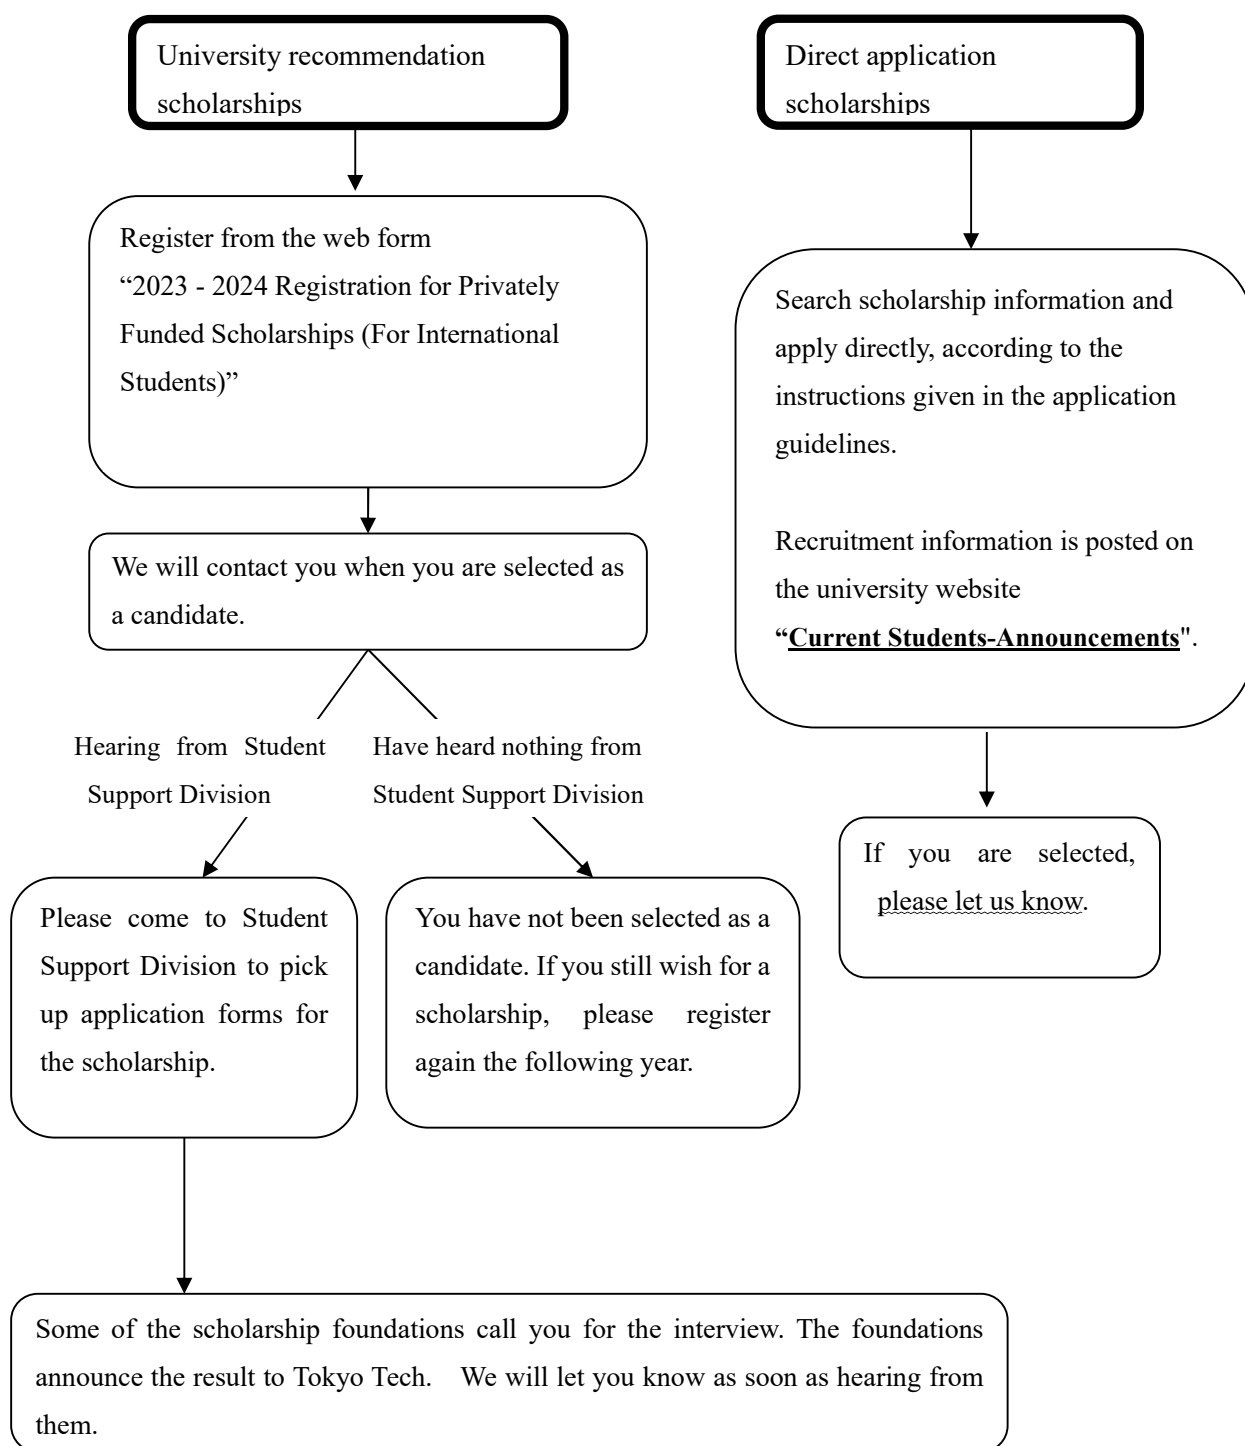 University recommendation
scholarships
Register from the web form
“2023 - 2024 Registration for Privately
Funded Scholarships (For International
Students)”
We will contact you when you are selected as
a candidate.
Hearing from Student
Support Division
Have heard nothing from
Student Support Division
Please come to Student
Support Division to pick
up application forms for
the scholarship.
You have not been selected as a
candidate. If you still wish for a
scholarship, please register
again the following year.
Some of the scholarship foundations call you for the interview. The foundations
announce the result to Tokyo Tech. We will let you know as soon as hearing from
them.
Direct application
scholarships
Search scholarship information and
apply directly, according to the
instructions given in the application
guidelines.
Recruitment information is posted on
the university website
“Current Students-Announcements".
If you are selected,
please let us know.